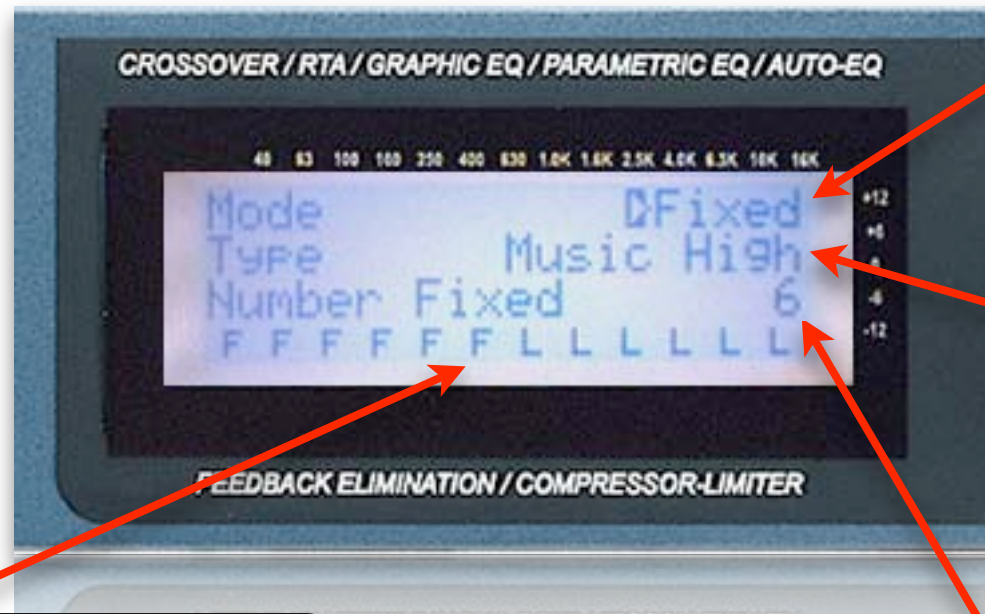 CROSSOVER / RTA / GRAPHIC EQ / PARAMETRIC EQ / AUTO-EQ
40 63 100 160 250 400 630 1.0K 1.6K 2.5K 4.0K 6.3K 10K 16K
Mode Fixed
+12
+6
Type Music High
0
Number Fixed 6
-6
F F F F F F L L L L L L
-12
FEEDBACK ELIMINATION / COMPRESSOR-LIMITER